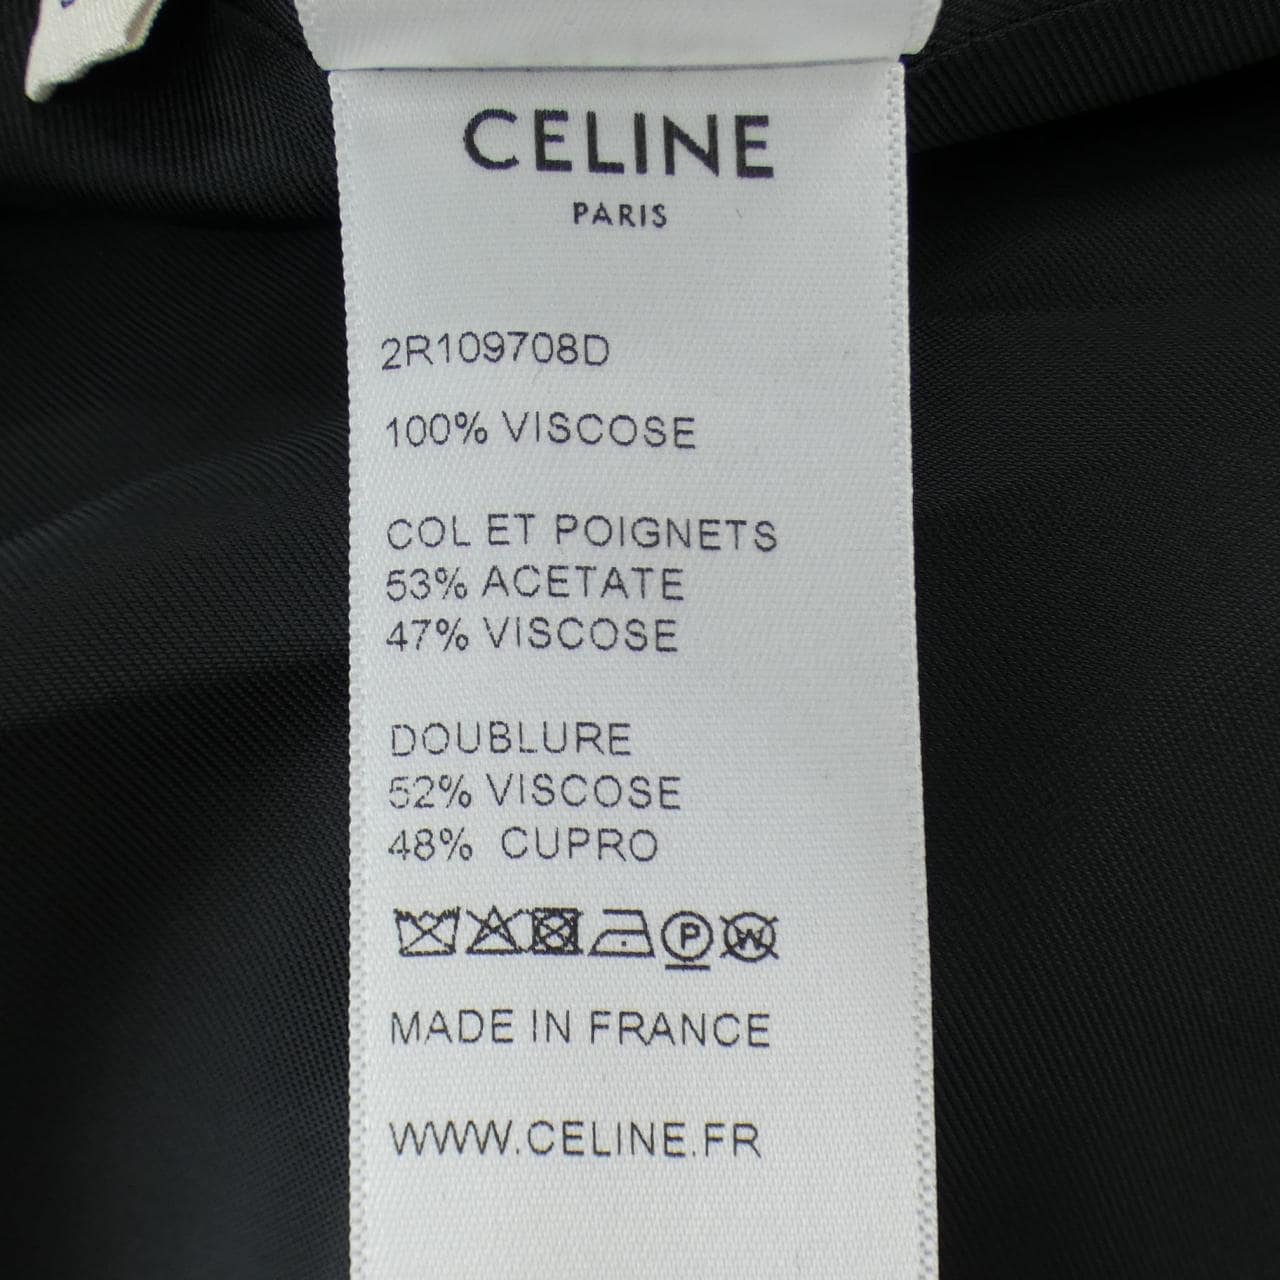 CELINE
PARIS
2R109708D
100% VISCOSE
COL ET POIGNETS
53% ACETATE
47% VISCOSE
DOUBLURE
52% VISCOSE
48% CUPRO
P W
MADE IN FRANCE
WWW.CELINE.FR